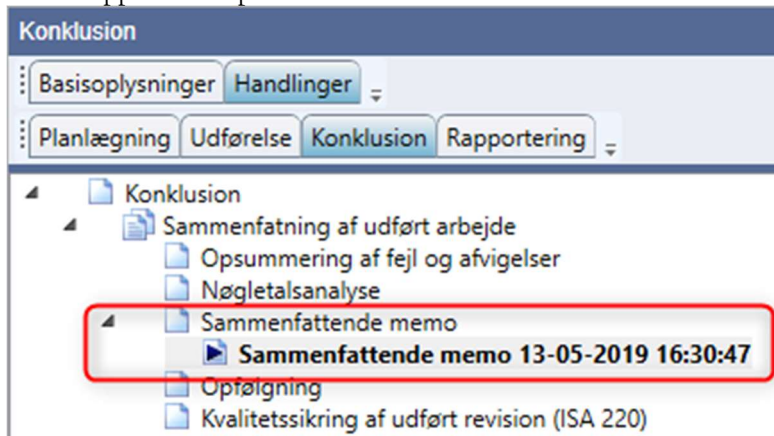 Konklusion
Basisoplysninger Handlinger
Planlægning Udførelse Konklusion Rapportering
Konklusion
Sammenfatning af udført arbejde
Opsummering af fejl og afvigelser
Nøgletalsanalyse
Sammenfattende memo
Sammenfattende memo 13-05-2019 16:30:47
Opfølgning
Kvalitetssikring af udført revision (ISA 220)